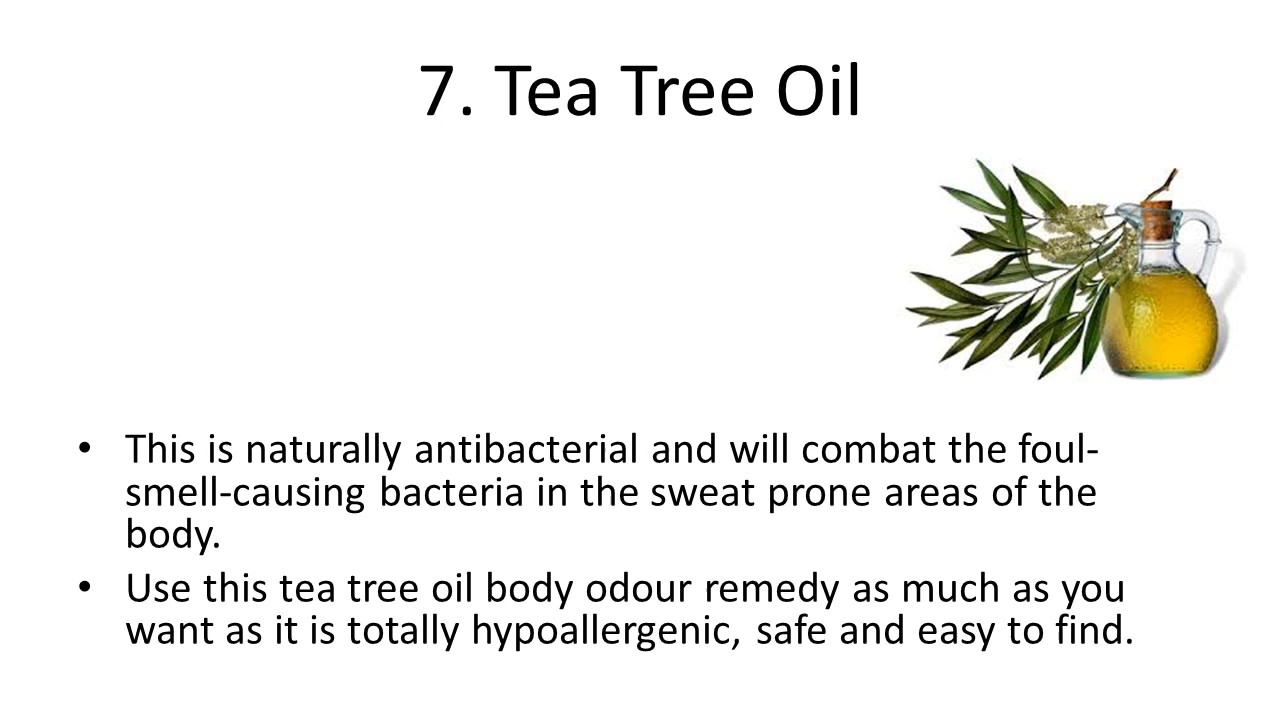 7. Tea Tree Oil
• This is naturally antibacterial and will combat the foul-
smell-causing bacteria in the sweat prone areas of the
body.
• Use this tea tree oil body odour remedy as much as you
want as it is totally hypoallergenic, safe and easy to find.